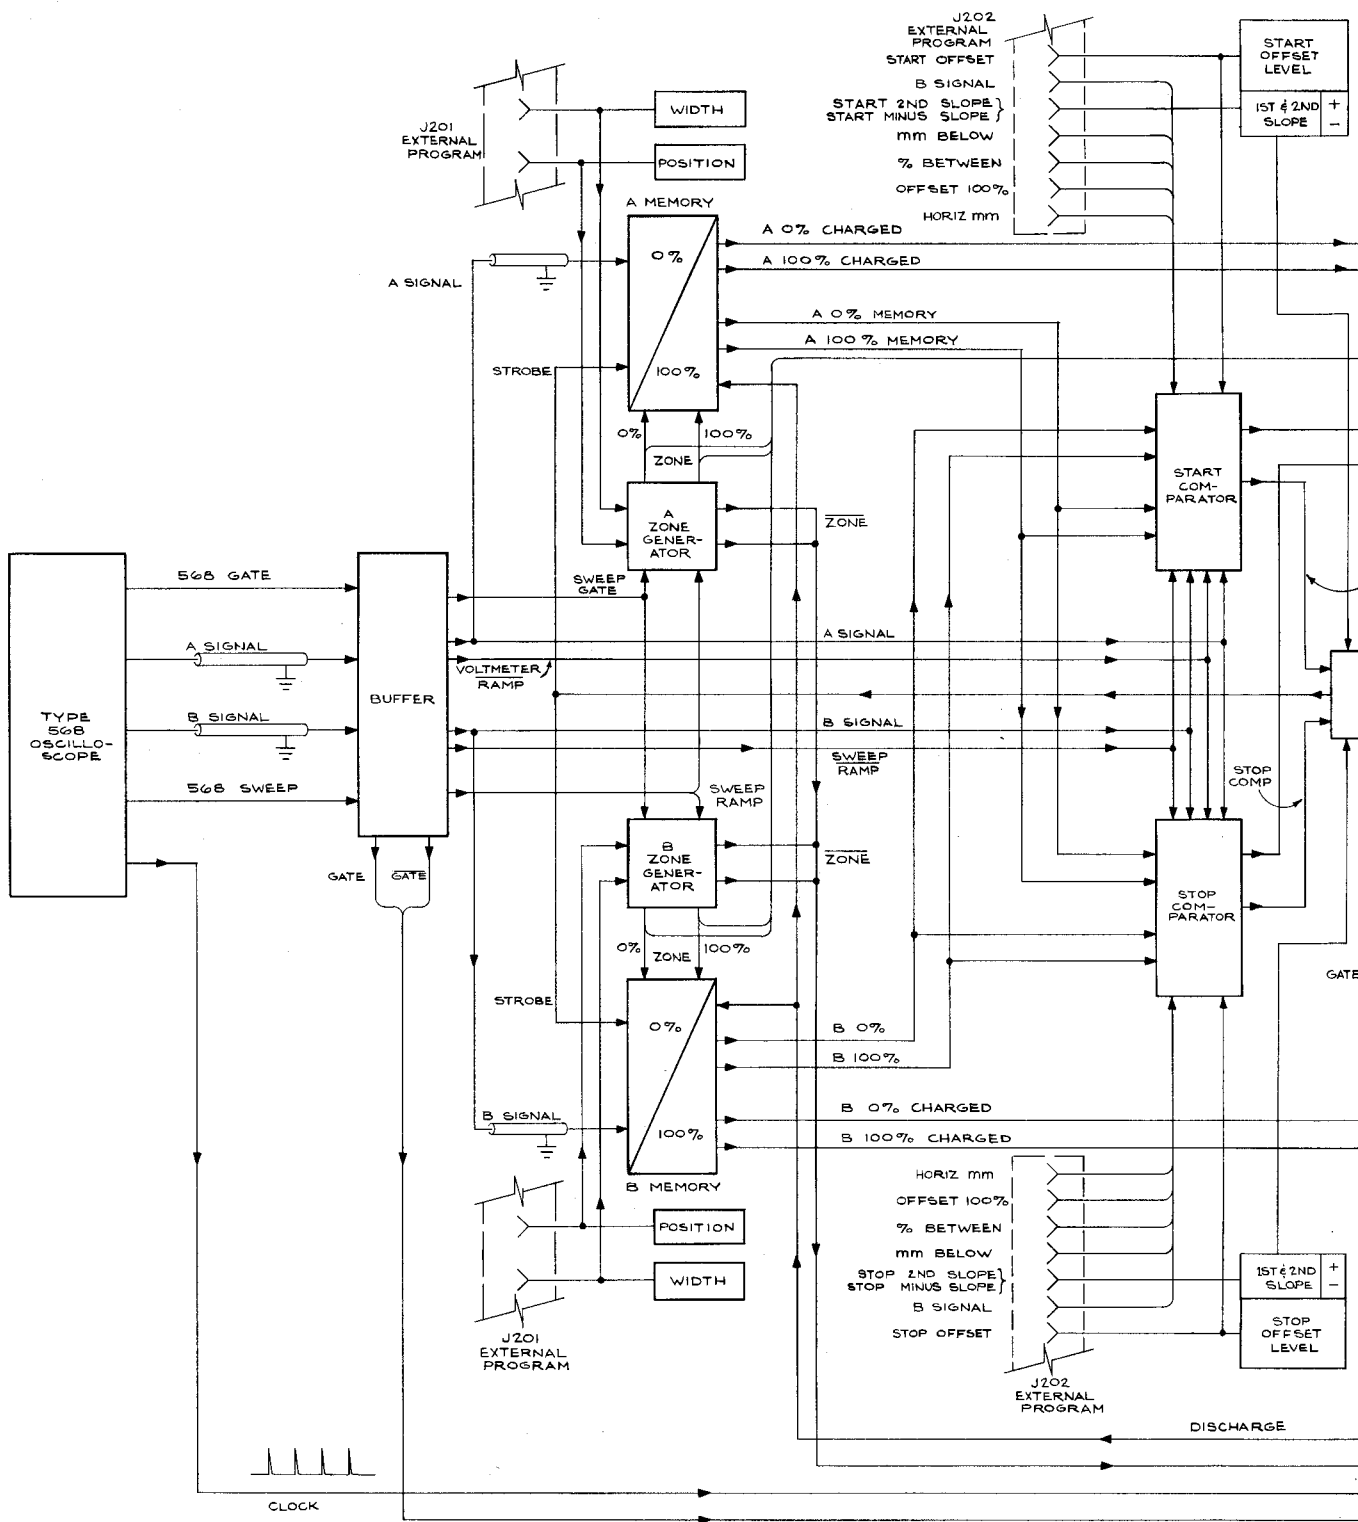 J202
EXTERNAL
PROGRAM
START OFFSET
B SIGNAL
START 2ND SLOPE
START MINUS SLOPE
mm BELOW
% BETWEEN
OFFSET 100%
HORIZ mm
START
OFFSET
LEVEL
1ST & 2ND
SLOPE
+
−
J201
EXTERNAL
PROGRAM
WIDTH
POSITION
A MEMORY
0%
100%
A SIGNAL
STROBE
A 0% CHARGED
A 100% CHARGED
A 0% MEMORY
A 100% MEMORY
0%
100%
ZONE
A
ZONE
GENER-
ATOR
ZONE
START
COM-
PARATOR
TYPE
568
OSCILLO-
SCOPE
568 GATE
A SIGNAL
B SIGNAL
568 SWEEP
BUFFER
GATE
GATE
SWEEP
GATE
A SIGNAL
VOLTMETER
RAMP
B SIGNAL
SWEEP
RAMP
SWEEP
RAMP
STOP
COMP
B
ZONE
GENER-
ATOR
ZONE
0%
100%
ZONE
STOP
COM-
PARATOR
GATE
STROBE
0%
100%
B 0%
B 100%
B SIGNAL
B 0% CHARGED
B 100% CHARGED
B MEMORY
POSITION
WIDTH
J201
EXTERNAL
PROGRAM
HORIZ mm
OFFSET 100%
% BETWEEN
mm BELOW
STOP 2ND SLOPE
STOP MINUS SLOPE
B SIGNAL
STOP OFFSET
1ST & 2ND
SLOPE
+
−
STOP
OFFSET
LEVEL
J202
EXTERNAL
PROGRAM
DISCHARGE
CLOCK